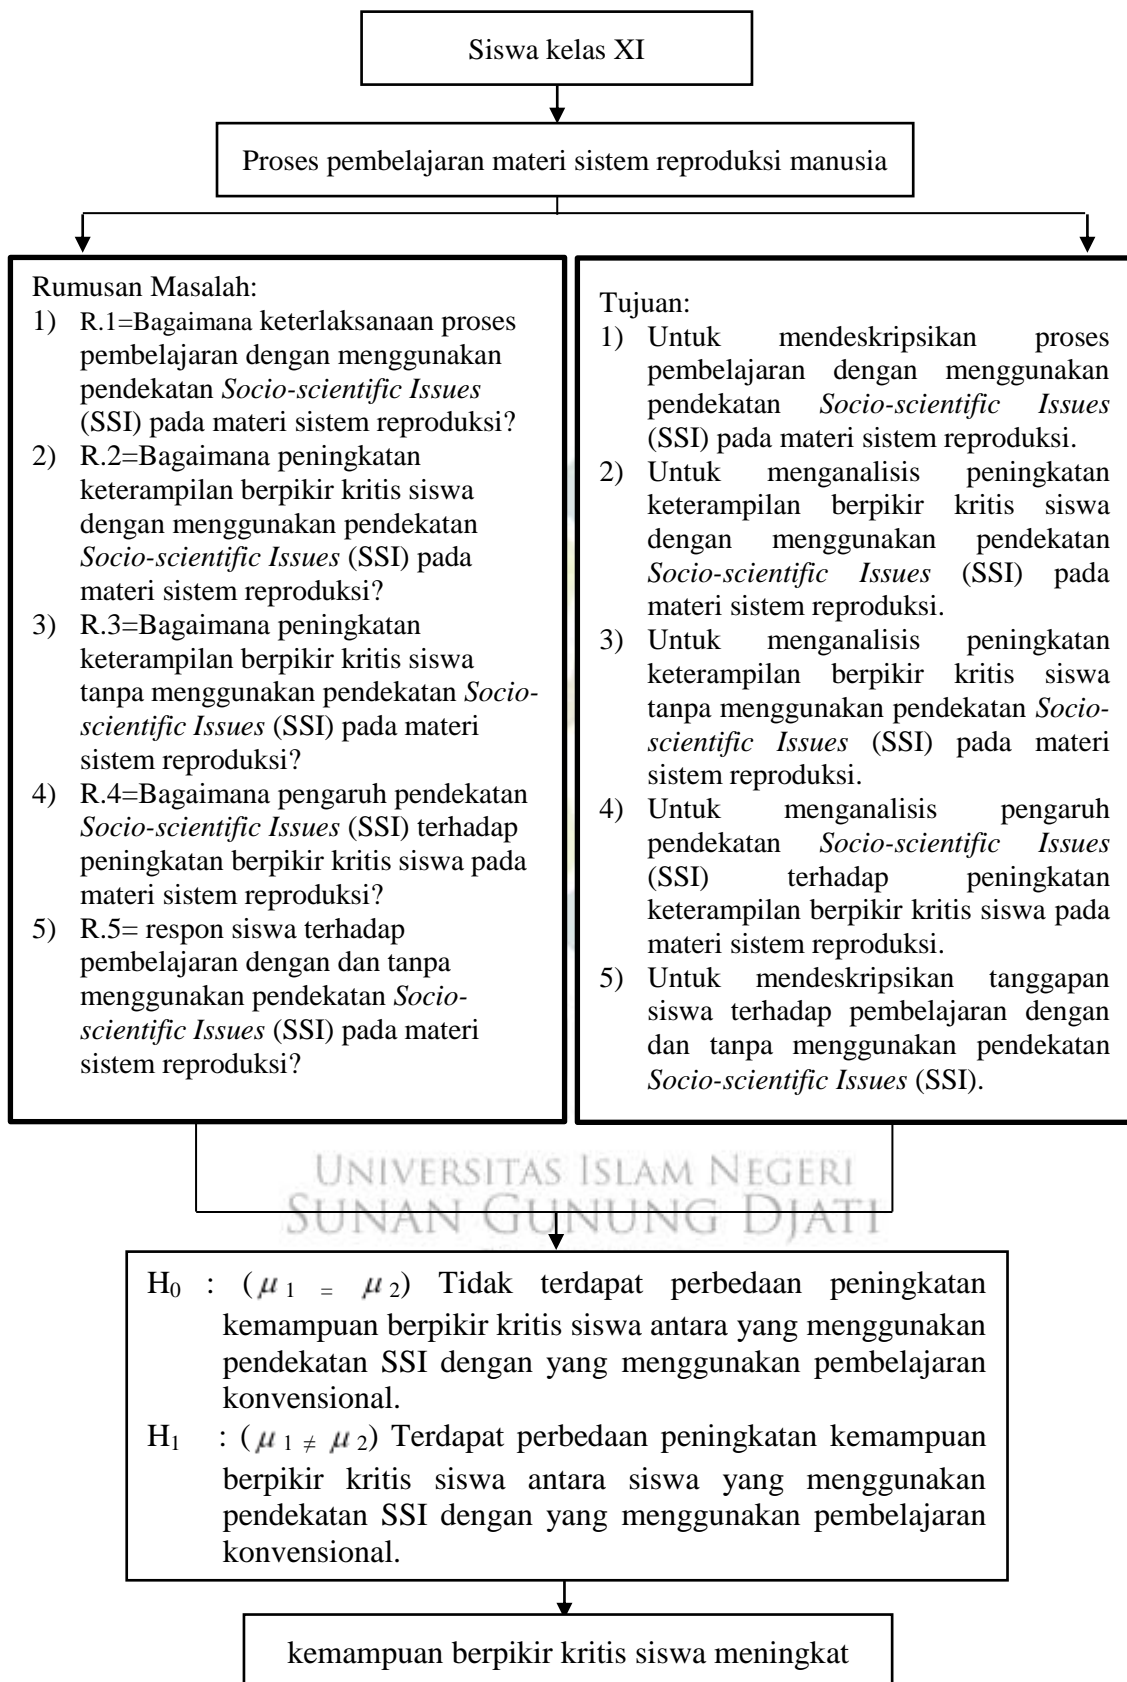 Siswa kelas XI
Proses pembelajaran materi sistem reproduksi manusia
Rumusan Masalah:
1) R.1=Bagaimana keterlaksanaan proses
pembelajaran dengan menggunakan
pendekatan Socio-scientific Issues
(SSI) pada materi sistem reproduksi?
2) R.2=Bagaimana peningkatan
keterampilan berpikir kritis siswa
dengan menggunakan pendekatan
Socio-scientific Issues (SSI) pada
materi sistem reproduksi?
3) R.3=Bagaimana peningkatan
keterampilan berpikir kritis siswa
tanpa menggunakan pendekatan Socio-
scientific Issues (SSI) pada materi
sistem reproduksi?
4) R.4=Bagaimana pengaruh pendekatan
Socio-scientific Issues (SSI) terhadap
peningkatan berpikir kritis siswa pada
materi sistem reproduksi?
5) R.5= respon siswa terhadap
pembelajaran dengan dan tanpa
menggunakan pendekatan Socio-
scientific Issues (SSI) pada materi
sistem reproduksi?
Tujuan:
1) Untuk mendeskripsikan proses
pembelajaran dengan menggunakan
pendekatan Socio-scientific Issues
(SSI) pada materi sistem reproduksi.
2) Untuk menganalisis peningkatan
keterampilan berpikir kritis siswa
dengan menggunakan pendekatan
Socio-scientific Issues (SSI) pada
materi sistem reproduksi.
3) Untuk menganalisis peningkatan
keterampilan berpikir kritis siswa
tanpa menggunakan pendekatan Socio-
scientific Issues (SSI) pada materi
sistem reproduksi.
4) Untuk menganalisis pengaruh
pendekatan Socio-scientific Issues
(SSI) terhadap peningkatan
keterampilan berpikir kritis siswa pada
materi sistem reproduksi.
5) Untuk mendeskripsikan tanggapan
siswa terhadap pembelajaran dengan
dan tanpa menggunakan pendekatan
Socio-scientific Issues (SSI).
UNIVERSITAS ISLAM NEGERI
SUNAN GUNUNG DJATI
H₀ : (μ₁ = μ₂) Tidak terdapat perbedaan peningkatan
kemampuan berpikir kritis siswa antara yang menggunakan
pendekatan SSI dengan yang menggunakan pembelajaran
konvensional.
H₁ : (μ₁ ≠ μ₂) Terdapat perbedaan peningkatan kemampuan
berpikir kritis siswa antara siswa yang menggunakan
pendekatan SSI dengan yang menggunakan pembelajaran
konvensional.
kemampuan berpikir kritis siswa meningkat